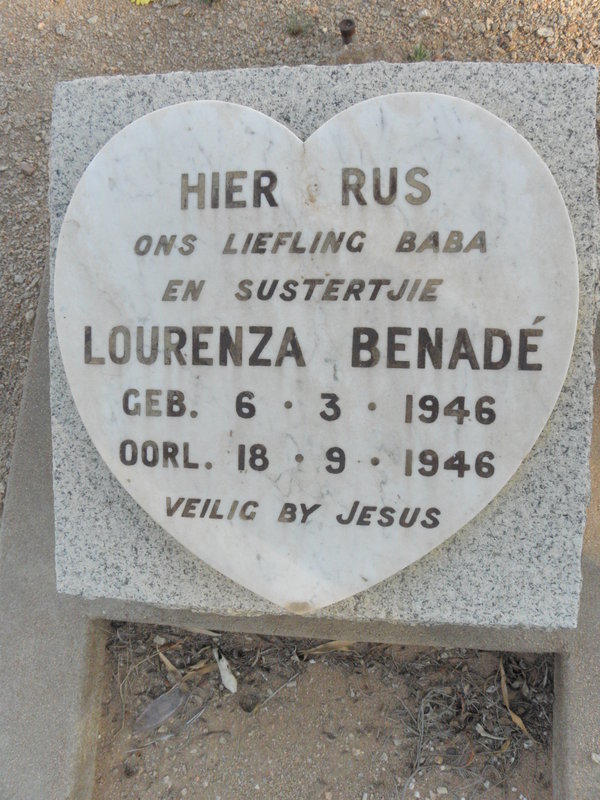 HIER RUS
ONS LIEFLING BABA
EN SUSTERTJIE
LOURENZA BENADÉ
GEB. 6 · 3 · 1946
OORL. 18 · 9 · 1946
VEILIG BY JESUS